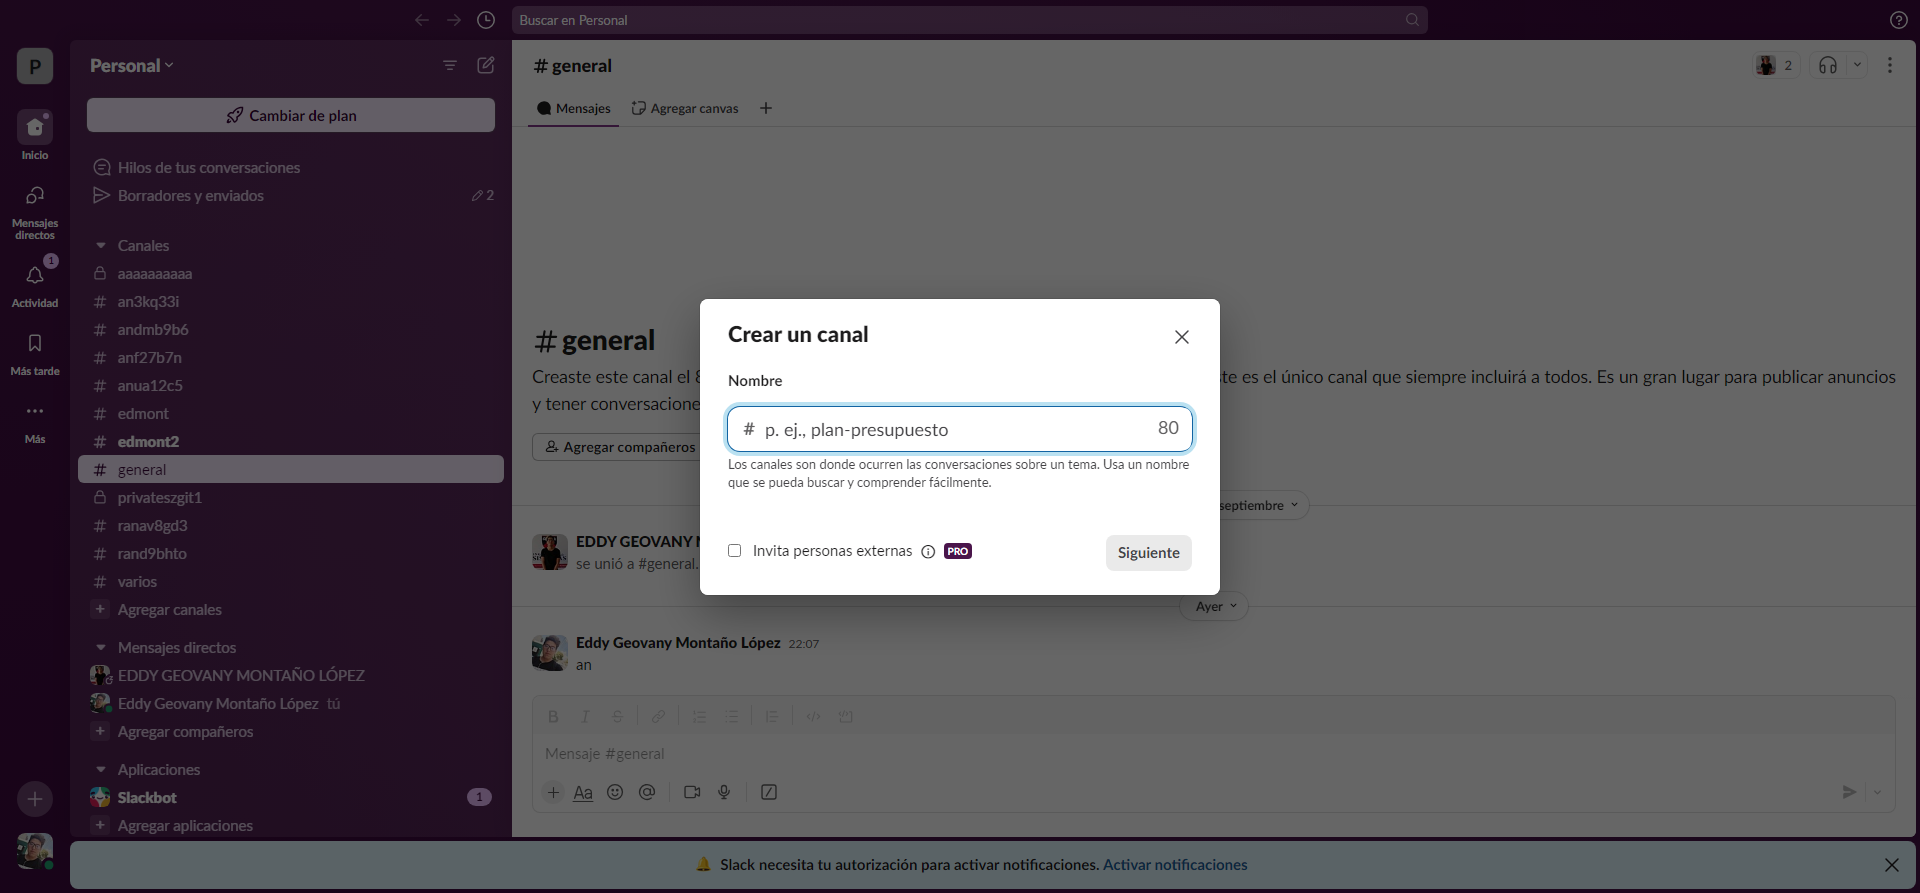 Buscar en Personal
P
Inicio
Mensajes
directos
1
Actividad
Más tarde
Más
Personal
Cambiar de plan
Hilos de tus conversaciones
Borradores y enviados
2
Canales
aaaaaaaaaa
# an3kq33i
# andmb9b6
# anf27b7n
# anua12c5
# edmont
# edmont2
# general
privateszgit1
# ranav8gd3
# rand9bhto
# varios
+ Agregar canales
Mensajes directos
EDDY GEOVANY MONTAÑO LÓPEZ
Eddy Geovany Montaño López tú
+ Agregar compañeros
Aplicaciones
Slackbot
1
+ Agregar aplicaciones
# general
2
Mensajes
Agregar canvas
# general
Creaste este canal el
te es el único canal que siempre incluirá a todos. Es un gran lugar para publicar anuncios
y tener conversacione
Agregar compañeros
septiembre
EDDY GEOVANY
se unió a #general.
Ayer
Eddy Geovany Montaño López 22:07
an
Crear un canal
Nombre
# p. ej., plan-presupuesto
80
Los canales son donde ocurren las conversaciones sobre un tema. Usa un nombre
que se pueda buscar y comprender fácilmente.
Invita personas externas
PRO
Siguiente
B I S
Mensaje #general
+ Aa
Slack necesita tu autorización para activar notificaciones. Activar notificaciones